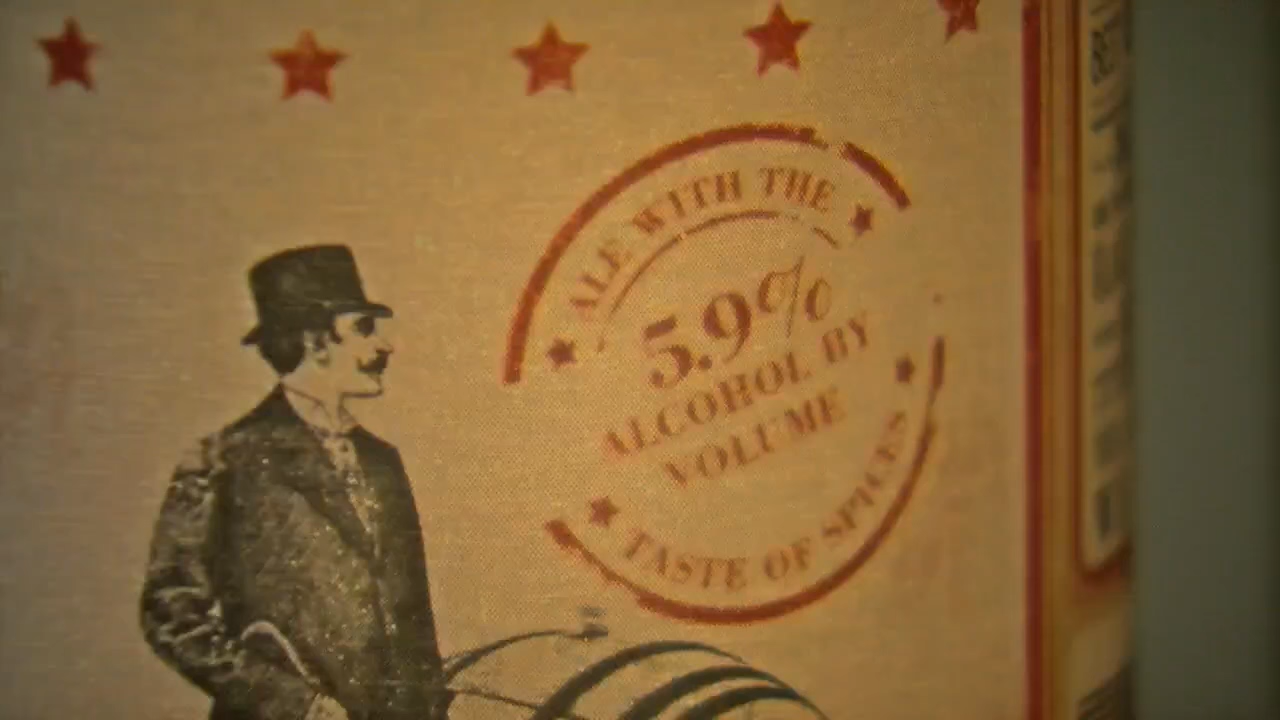 ALE WITH THE
5.9%
ALCOHOL BY
VOLUME
TASTE OF SPICES